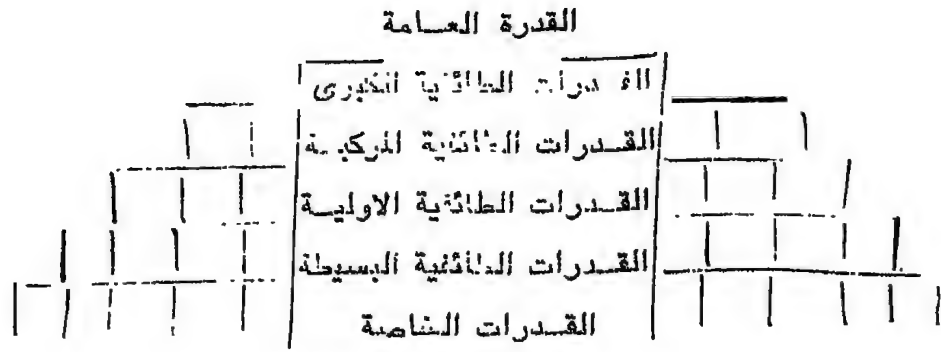 القدرة العامة
القدرات الطائفية الكبرى
القدرات الطائفية المركبة
القدرات الطائفية الاولية
القدرات الطائفية البسيطة
القدرات الخاصة